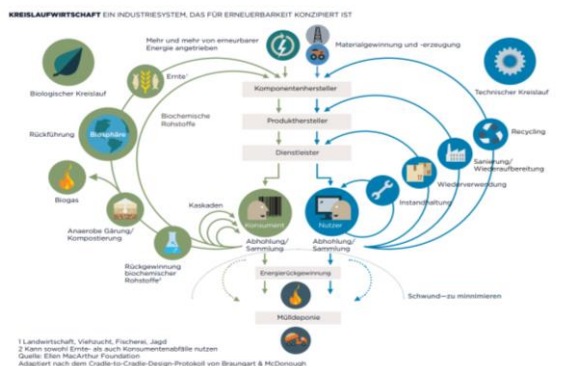 KREISLAUFWIRTSCHAFT EIN INDUSTRIESYSTEM, DAS FÜR ERNEUERBARKEIT KONZIPIERT IST
Mehr und mehr von erneurbarer
Energie angetrieben
Materialgewinnung und -erzeugung
Ernte¹
Biologischer Kreislauf
Technischer Kreislauf
Komponentenhersteller
Biochemische
Rohstoffe
Produkthersteller
Rückführung
Biosphäre
Recycling
Dienstleister
Sanierung/
Wiederaufbereitung
Wiederverwendung
Biogas
Instandhaltung
Kaskaden
Konsument
Nutzer
Anaerobe Gärung/
Kompostierung
Abhohlung/
Sammlung
Abhohlung/
Sammlung
Rückgewinnung
biochemischer
Rohstoffe²
Energierückgewinnung
Schwund—zu minnimieren
Mülldeponie
1 Landwirtschaft, Viehzucht, Fischerei, Jagd
2 Kann sowohl Ernte- als auch Konsumentenabfälle nutzen
Quelle: Ellen MacArthur Foundation
Adaptiert nach dem Cradle-to-Cradle-Design-Protokoll von Braungart & McDonough